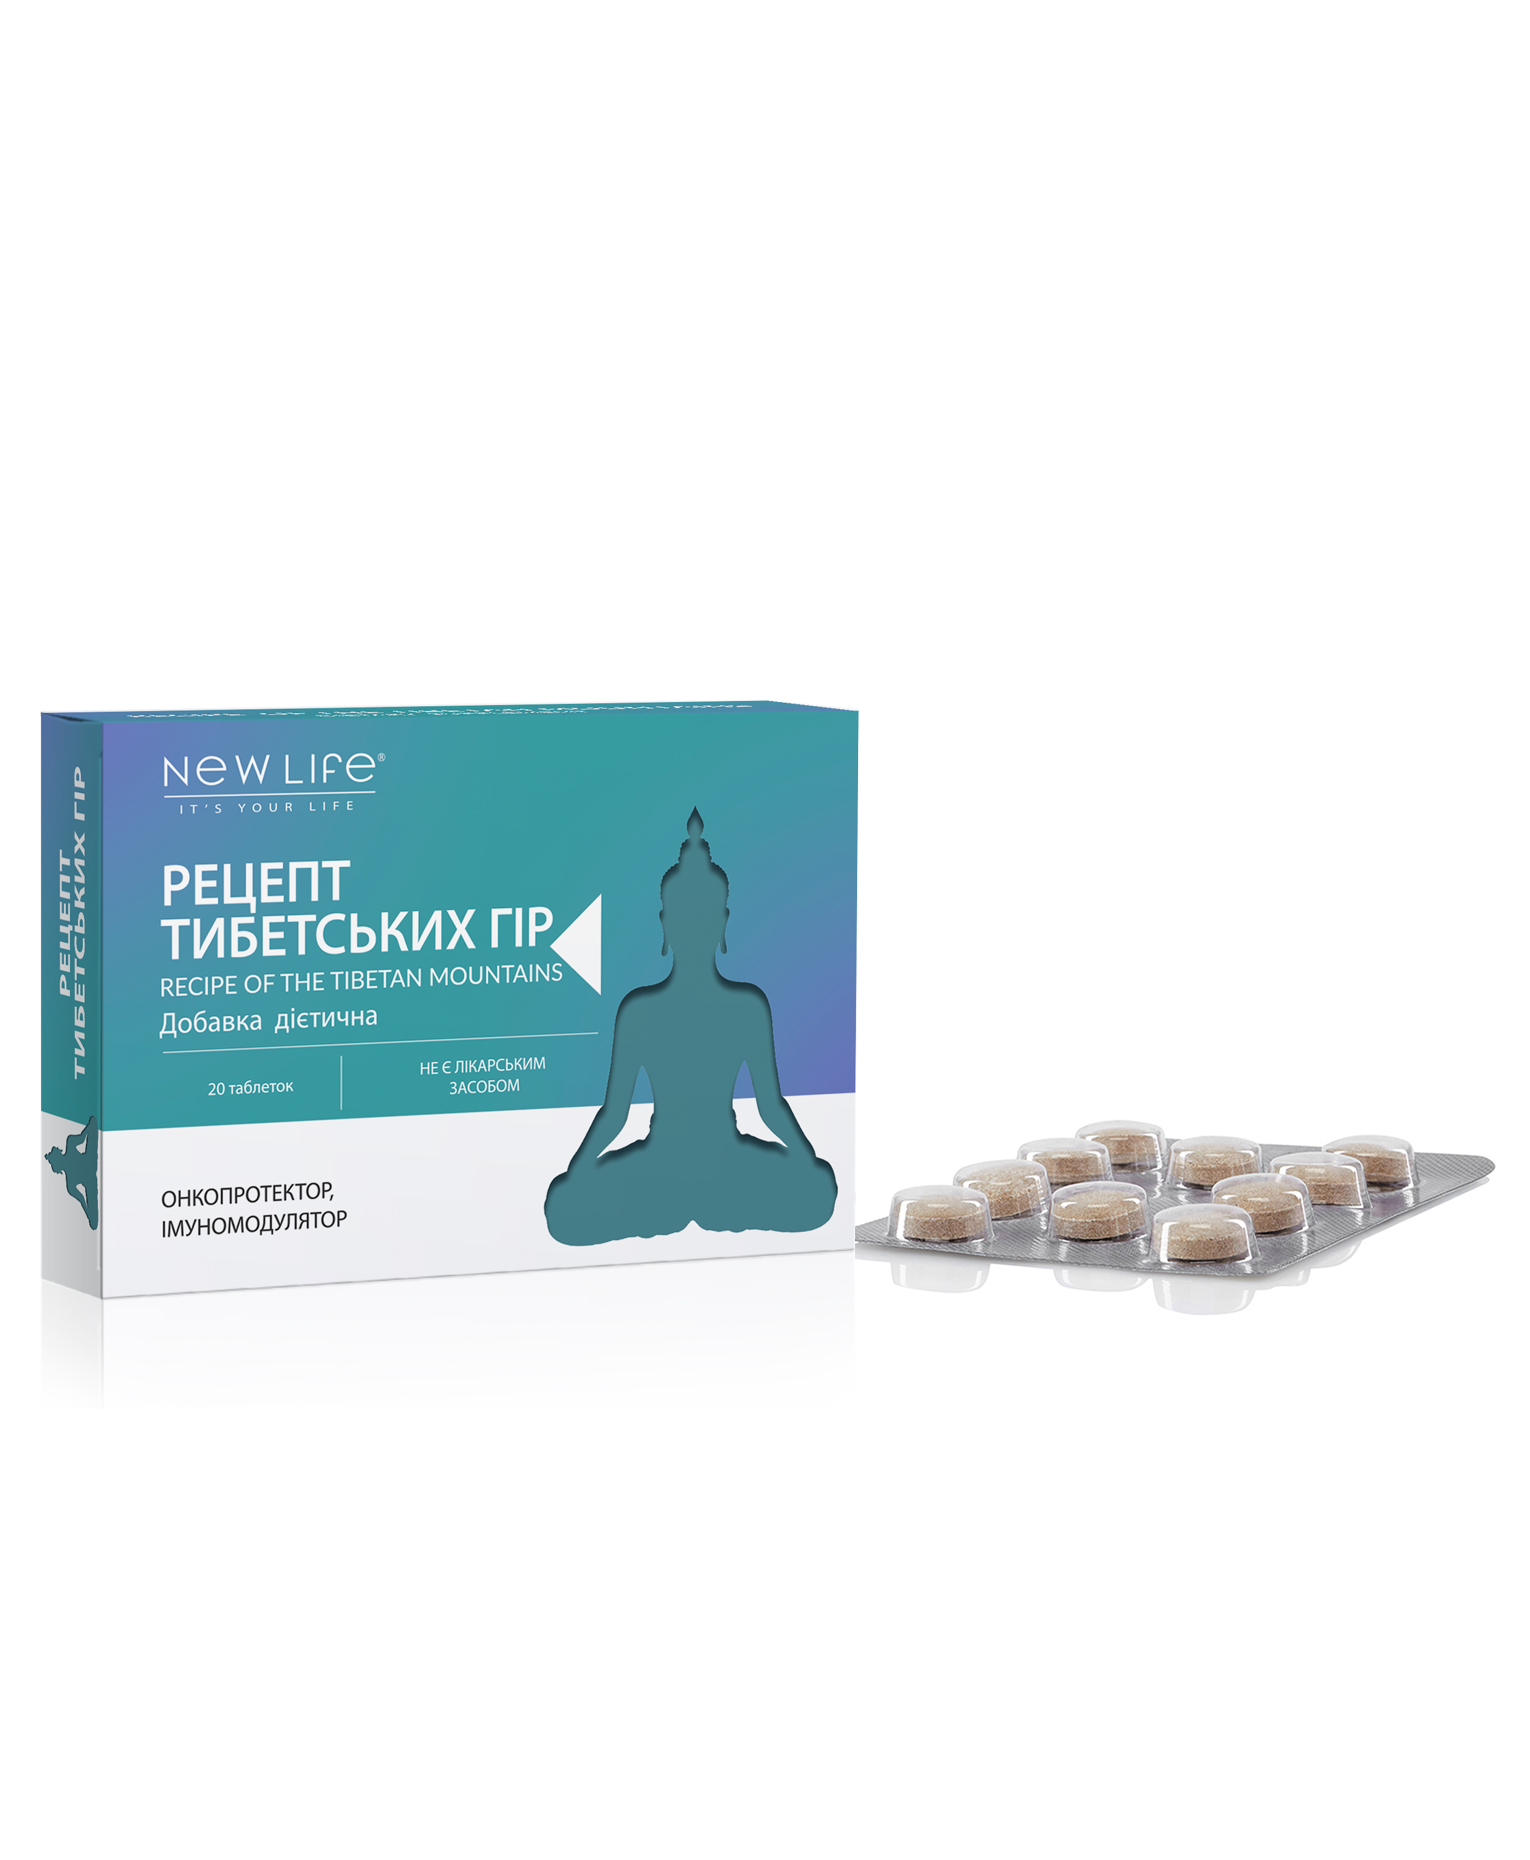 NEW LIFE®
IT'S YOUR LIFE
РЕЦЕПТ
ТИБЕТСЬКИХ ГІР
RECIPE OF THE TIBETAN MOUNTAINS
Добавка дієтична
20 таблеток
НЕ Є ЛІКАРСЬКИМ
ЗАСОБОМ
ОНКОПРОТЕКТОР,
ІМУНОМОДУЛЯТОР
РЕЦЕПТ
ТИБЕТСЬКИХ ГІР